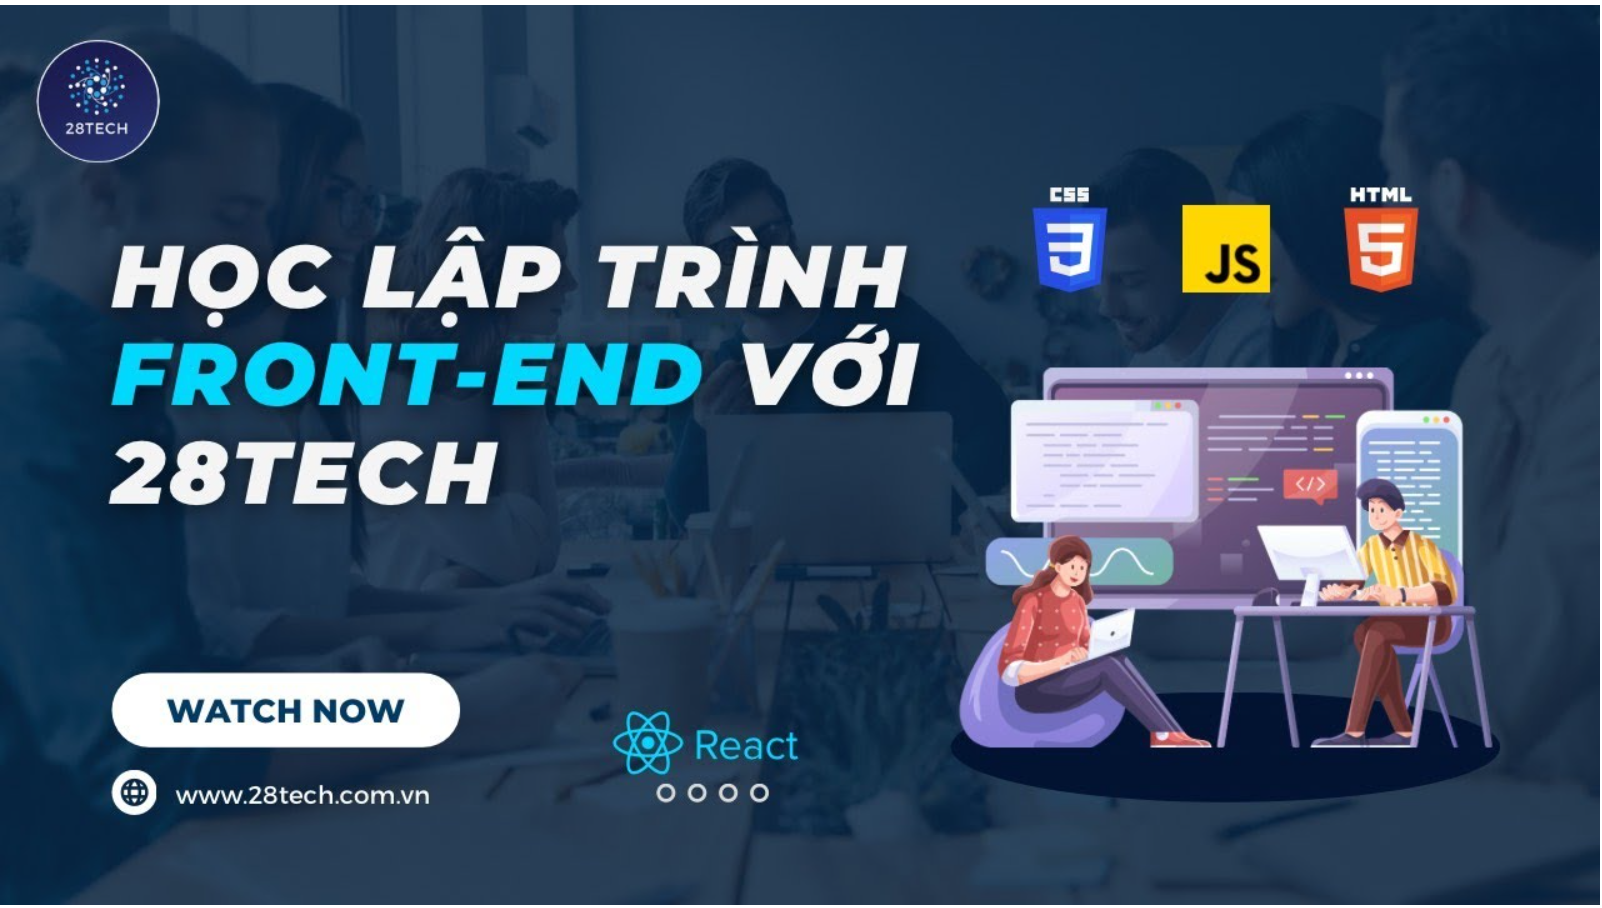 28TECH
CSS
JS
HTML
HỌC LẬP TRÌNH
FRONT-END VỚI
28TECH
</>
WATCH NOW
React
www.28tech.com.vn